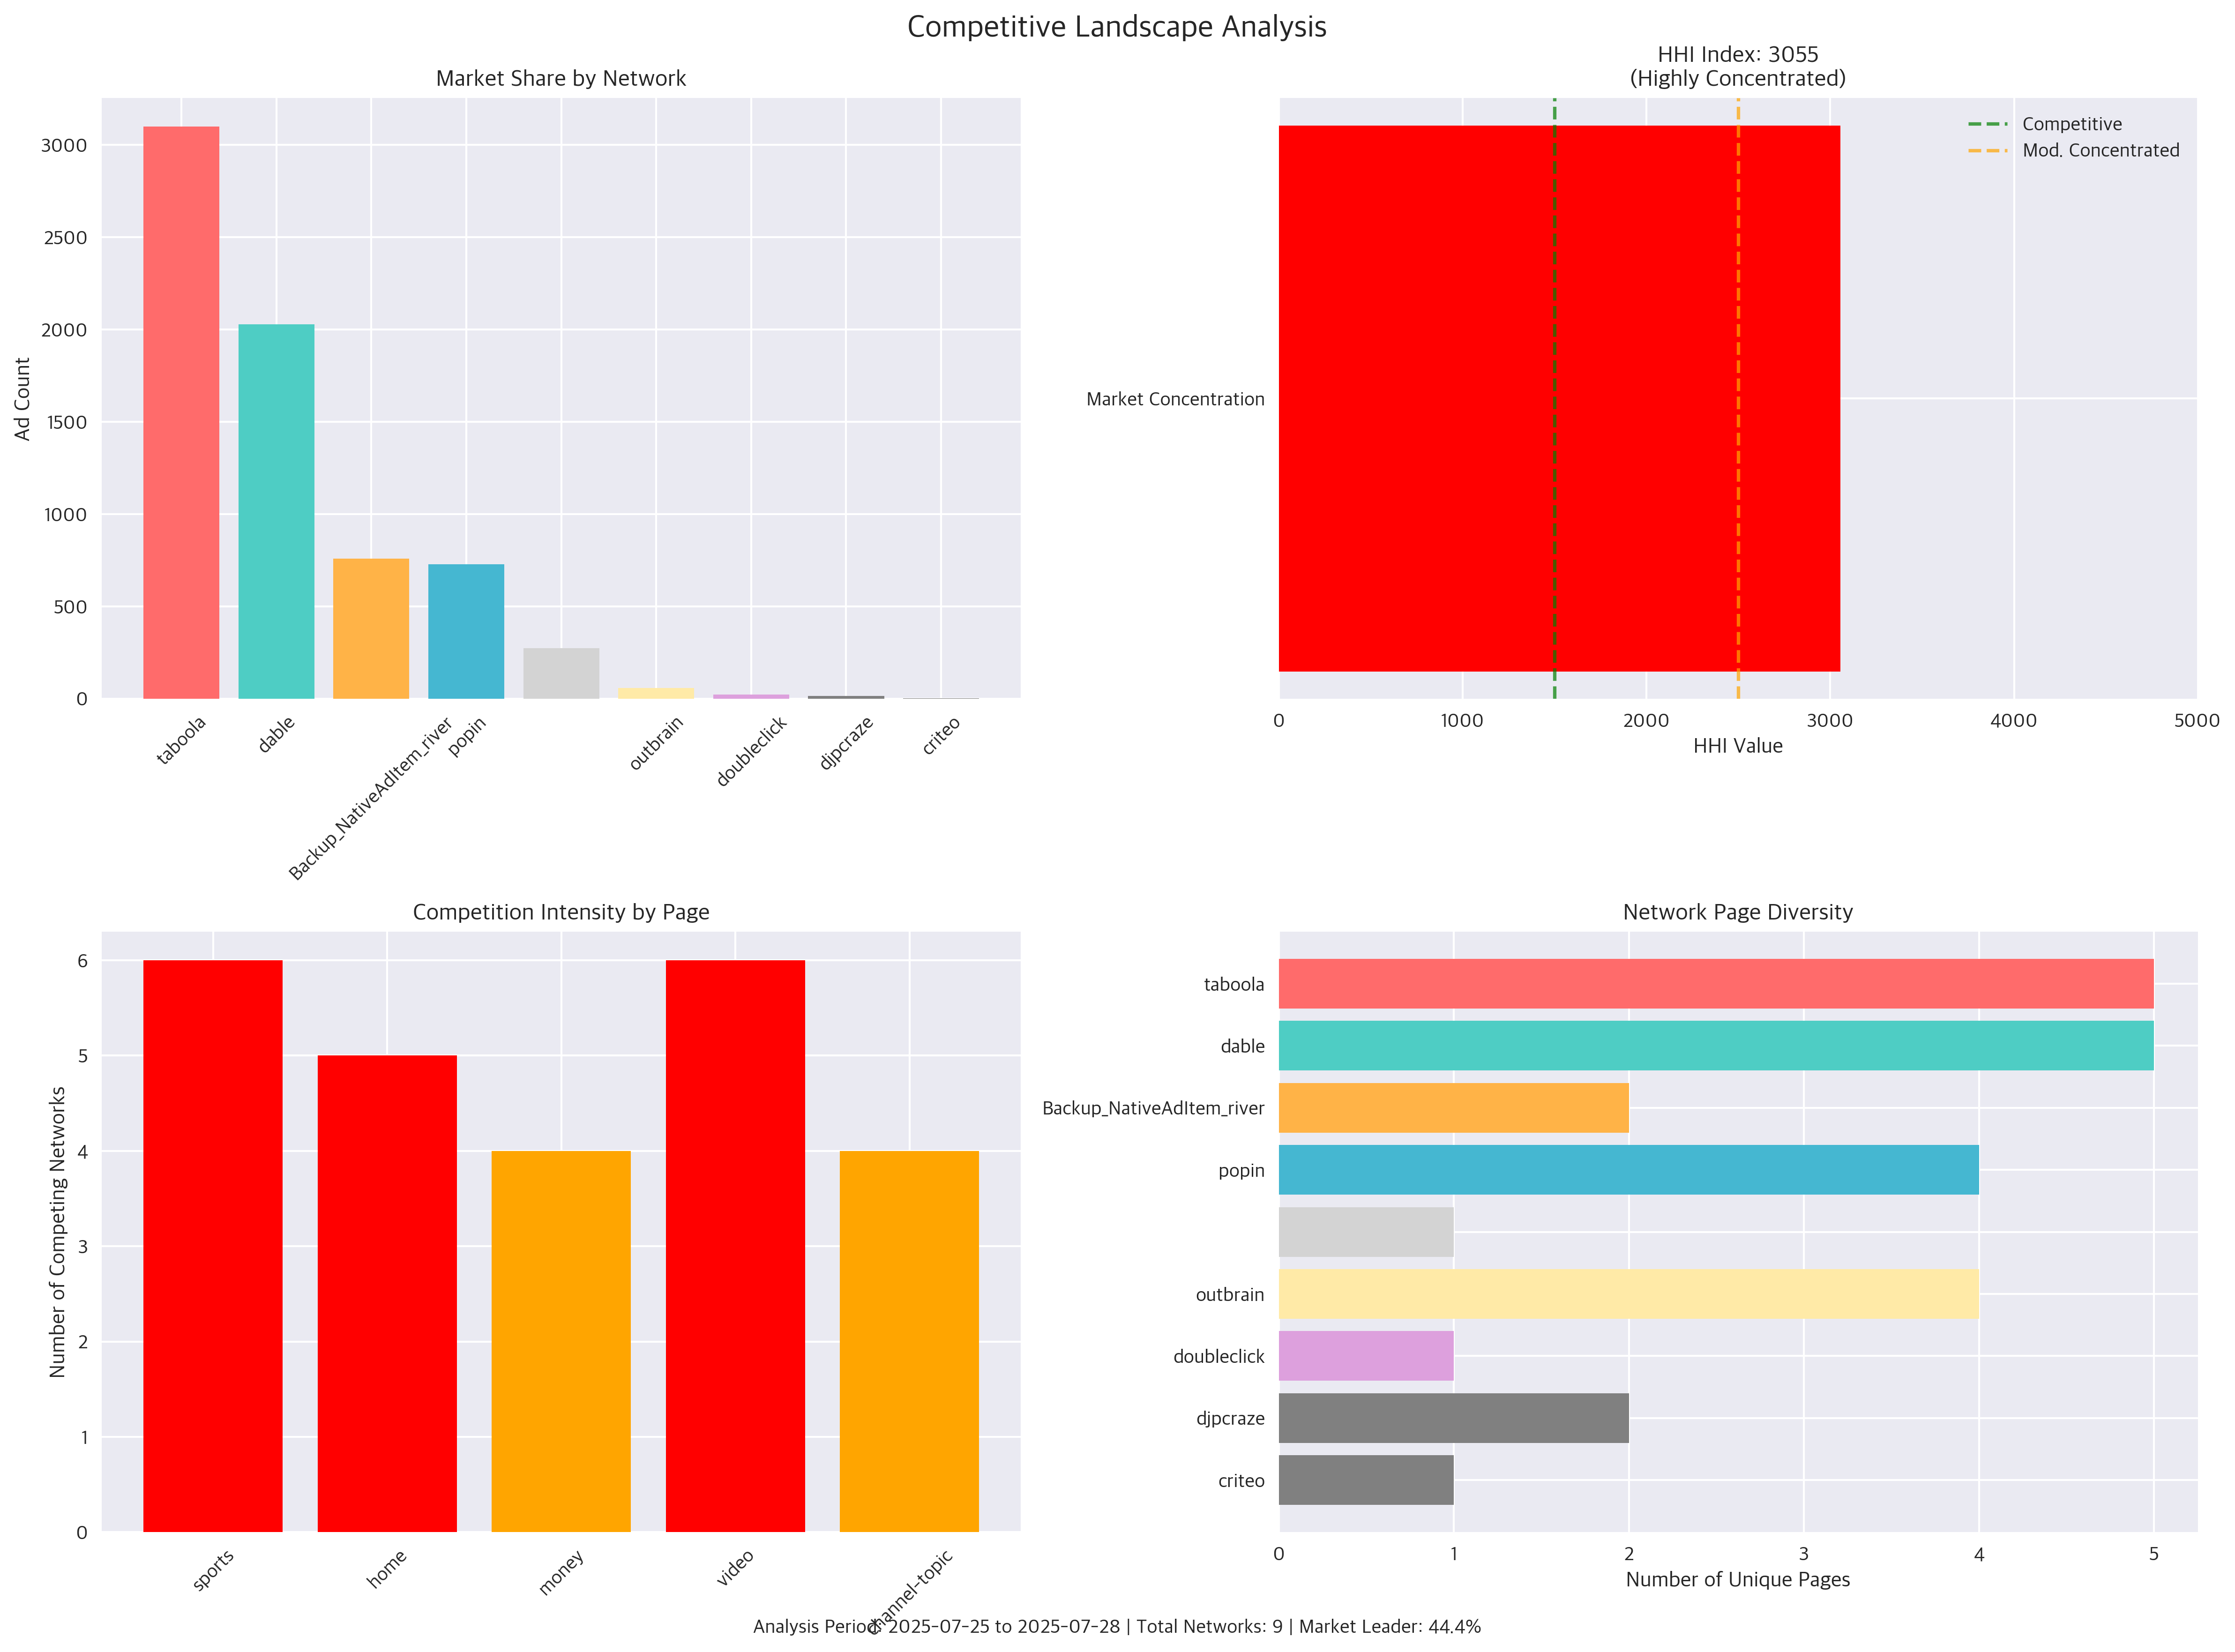 Competitive Landscape Analysis
Market Share by Network
Ad Count
3000
2500
2000
1500
1000
500
0
taboola
dable
Backup_NativeAdItem_river
popin
outbrain
doubleclick
djpcraze
criteo
HHI Index: 3055
(Highly Concentrated)
Competitive
Mod. Concentrated
Market Concentration
0
1000
2000
3000
4000
5000
HHI Value
Competition Intensity by Page
Number of Competing Networks
6
5
4
3
2
1
0
sports
home
money
video
channel-topic
Network Page Diversity
taboola
dable
Backup_NativeAdItem_river
popin
outbrain
doubleclick
djpcraze
criteo
0
1
2
3
4
5
Number of Unique Pages
Analysis Period: 2025-07-25 to 2025-07-28 | Total Networks: 9 | Market Leader: 44.4%